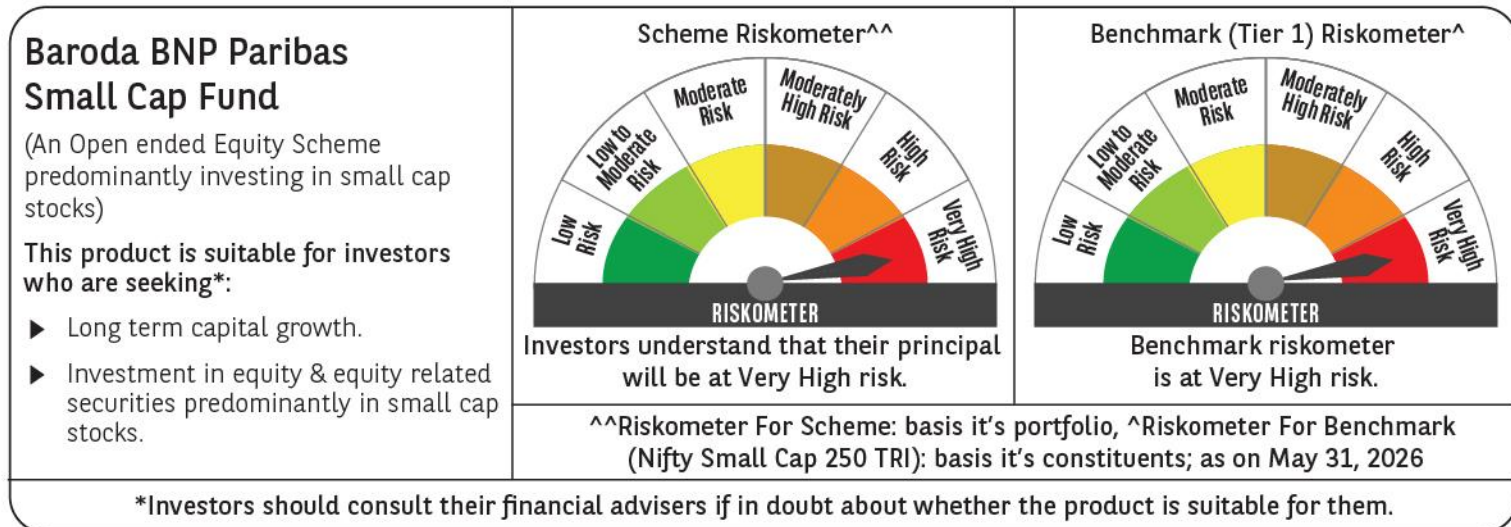 Baroda BNP Paribas
Small Cap Fund
(An Open ended Equity Scheme
predominantly investing in small cap
stocks)
This product is suitable for investors
who are seeking*:
▶ Long term capital growth.
▶ Investment in equity & equity related
securities predominantly in small cap
stocks.
Scheme Riskometer^^
Low
Risk
Low to
Moderate
Risk
Moderate
Risk
Moderately
High Risk
High
Risk
Very High
Risk
RISKOMETER
Investors understand that their principal
will be at Very High risk.
Benchmark (Tier 1) Riskometer^
Low
Risk
Low to
Moderate
Risk
Moderate
Risk
Moderately
High Risk
High
Risk
Very High
Risk
RISKOMETER
Benchmark riskometer
is at Very High risk.
^^Riskometer For Scheme: basis it's portfolio, ^Riskometer For Benchmark
(Nifty Small Cap 250 TRI): basis it's constituents; as on May 31, 2026
*Investors should consult their financial advisers if in doubt about whether the product is suitable for them.